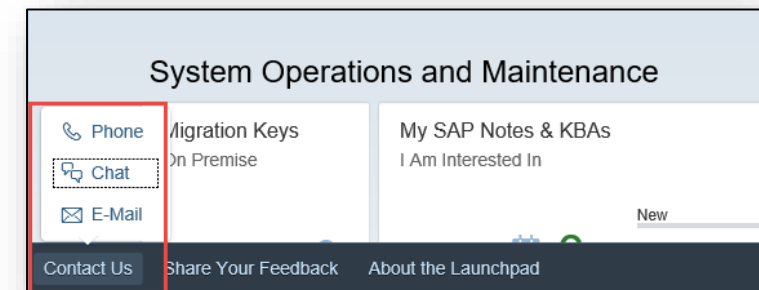 System Operations and Maintenance
Phone
Chat
E-Mail
Migration Keys
On Premise
My SAP Notes & KBAs
I Am Interested In
New
Contact Us
Share Your Feedback
About the Launchpad